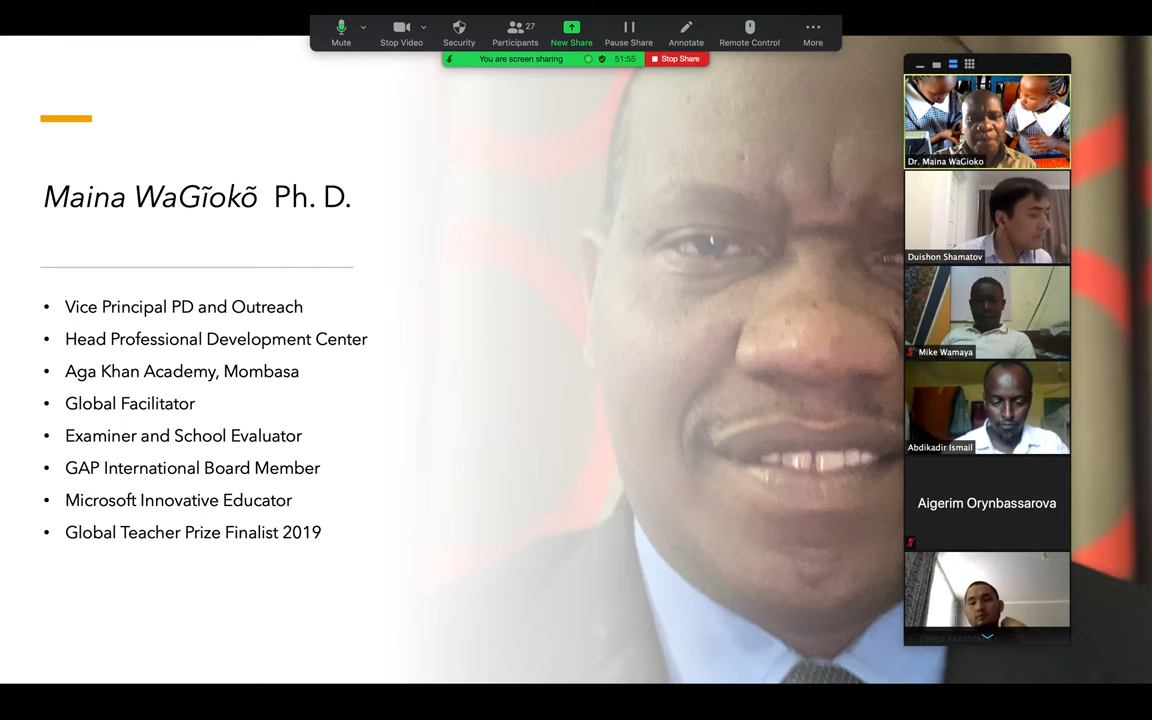 27
Mute
Stop Video
Security
Participants
New Share
Pause Share
Annotate
Remote Control
More
You are screen sharing
51:55
Stop Share
Maina WaGĩokõ Ph. D.
• Vice Principal PD and Outreach
• Head Professional Development Center
• Aga Khan Academy, Mombasa
• Global Facilitator
• Examiner and School Evaluator
• GAP International Board Member
• Microsoft Innovative Educator
• Global Teacher Prize Finalist 2019
Dr. Maina WaGioko
Duishon Shamatov
Mike Wamaya
Abdikadir Ismail
Aigerim Orynbassarova